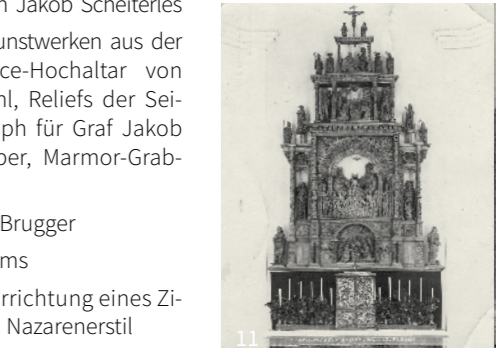 n Jakob Scheiterles
unstwerken aus der
ce-Hochaltar von
hl, Reliefs der Sei-
ph für Graf Jakob
ber, Marmor-Grab-
Brugger
ms
rrichtung eines Zi-
Nazarenerstil
11